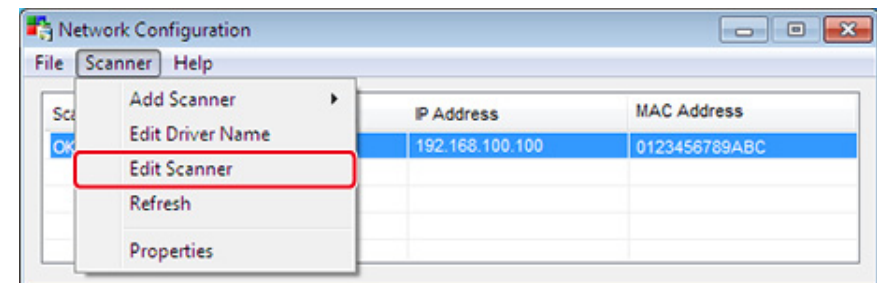 Network Configuration
File Scanner Help
Add Scanner
Edit Driver Name
Edit Scanner
Refresh
Properties
IP Address MAC Address
192.168.100.100 0123456789ABC